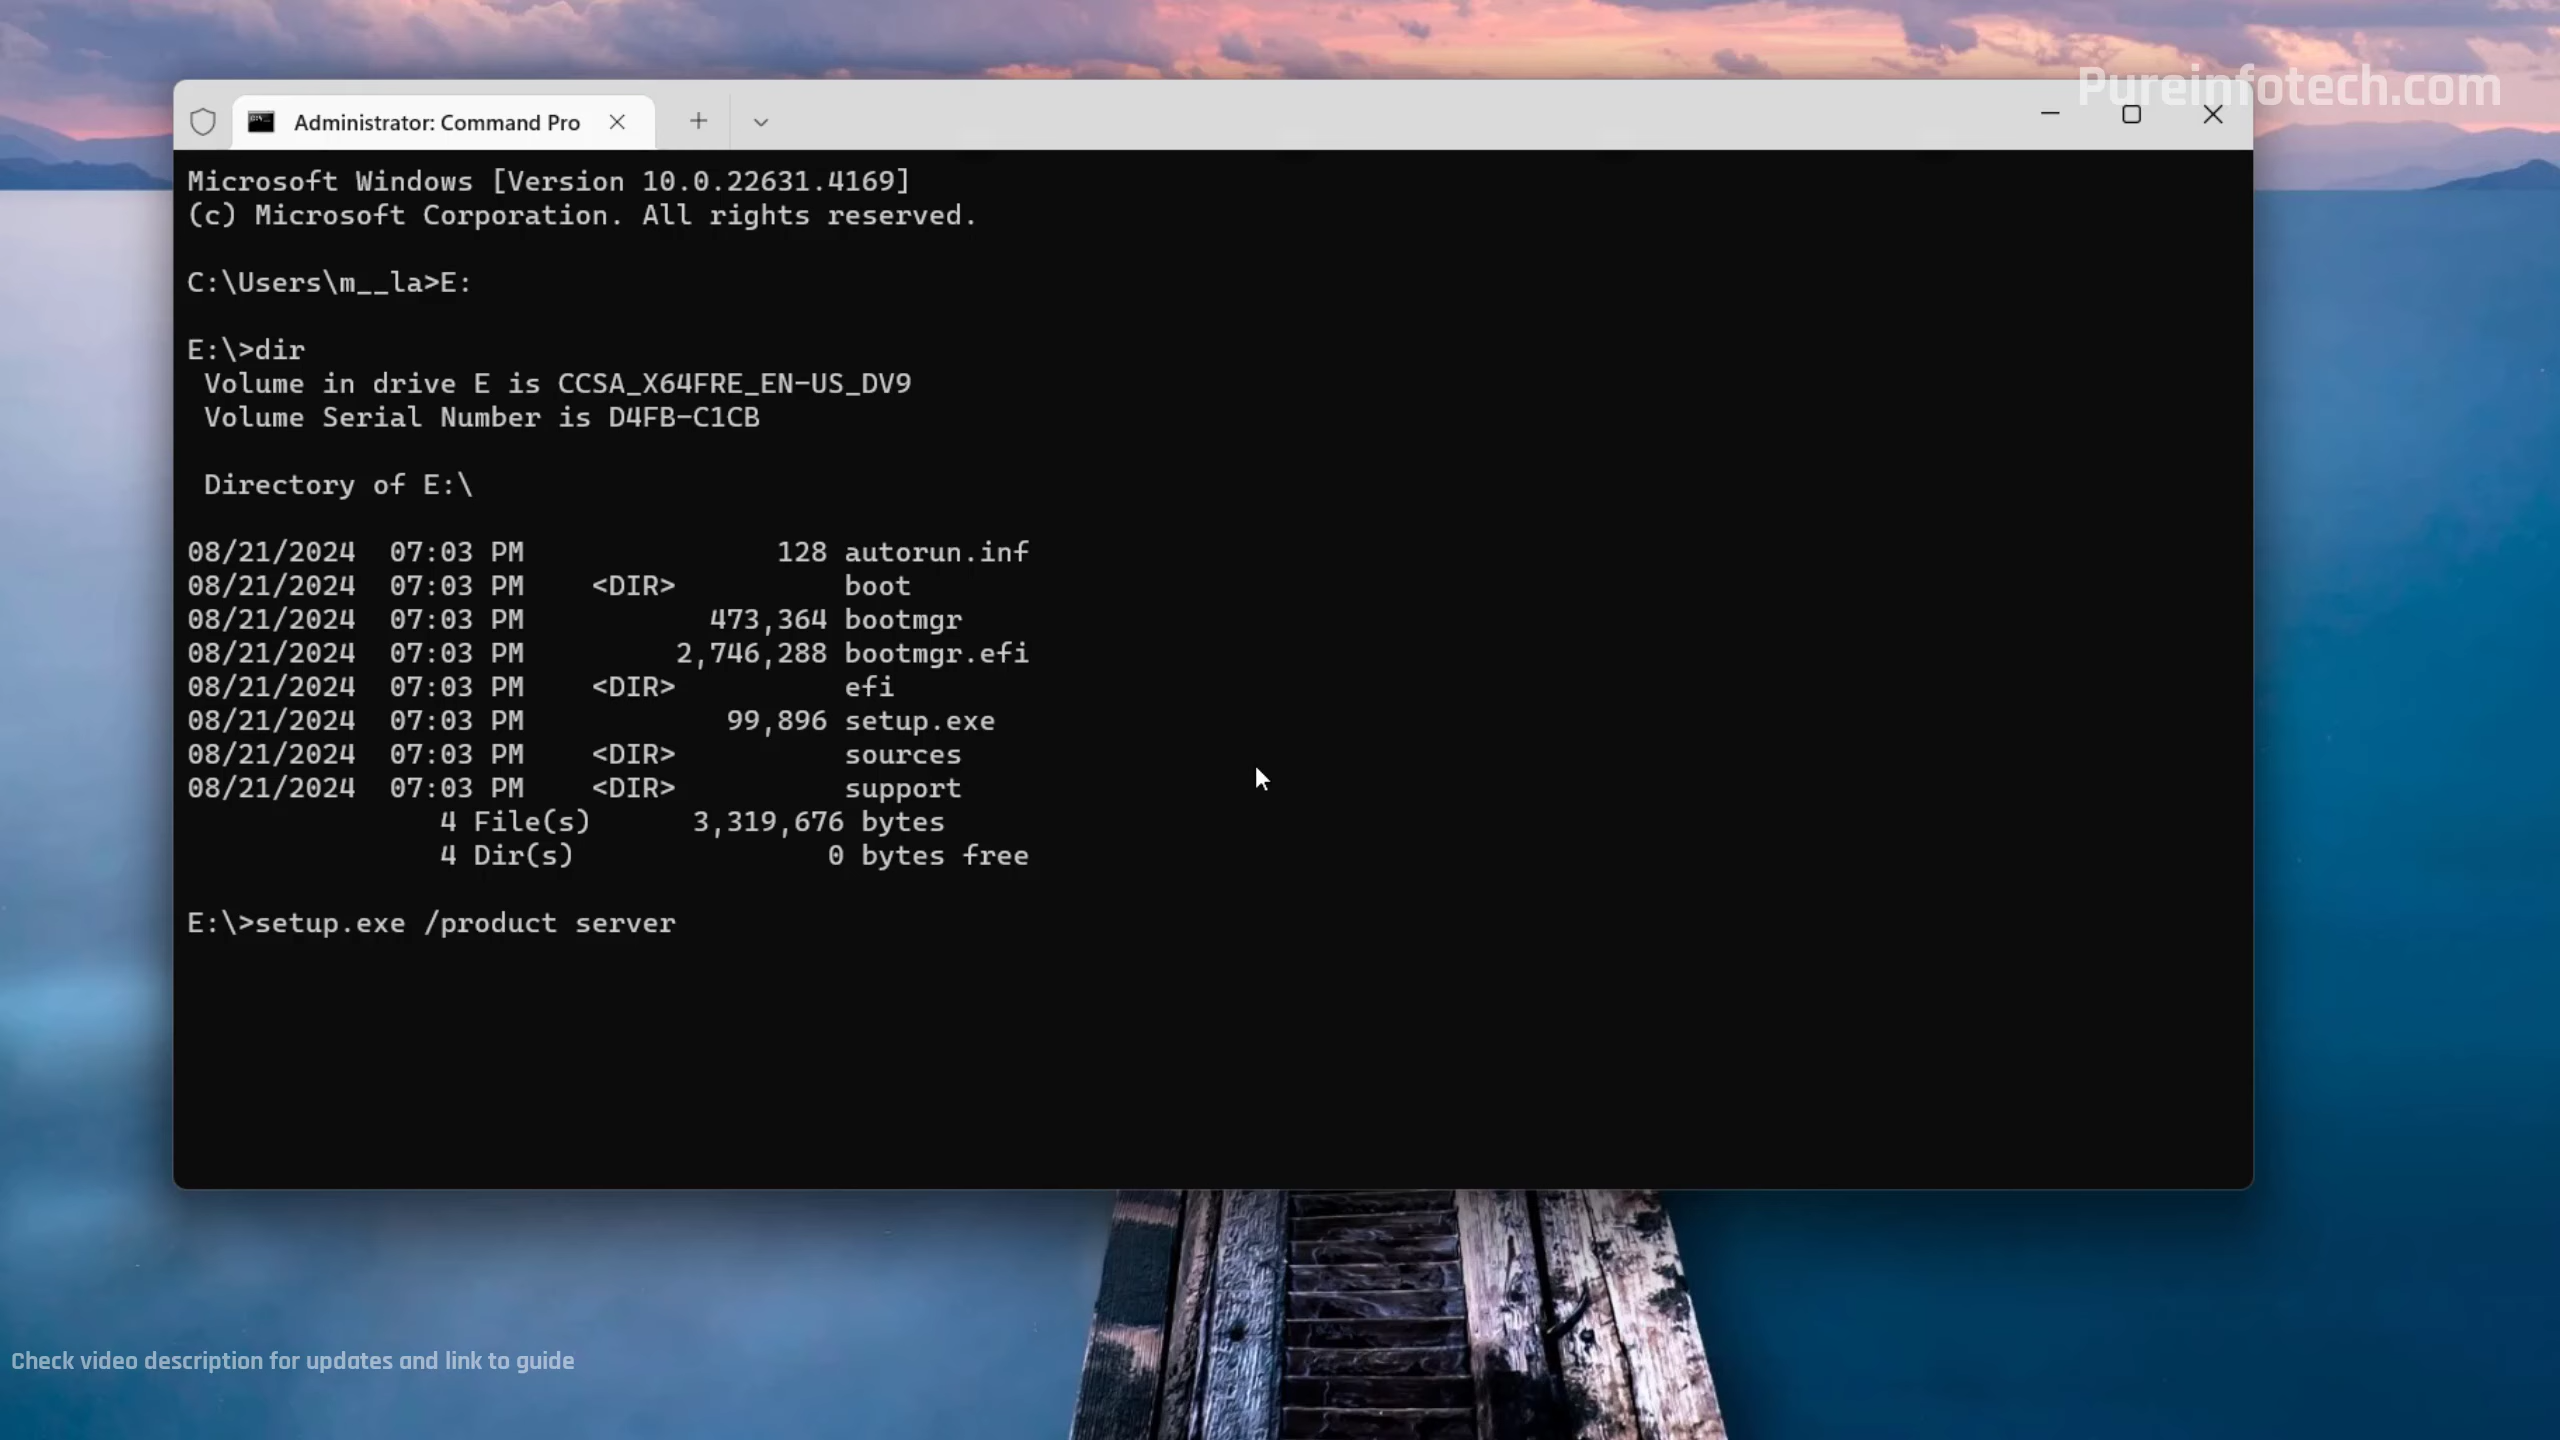 Pureinfotech.com
Administrator: Command Pro
Microsoft Windows [Version 10.0.22631.4169]
(c) Microsoft Corporation. All rights reserved.
C:\Users\m__la>E:
E:\>dir
Volume in drive E is CCSA_X64FRE_EN-US_DV9
Volume Serial Number is D4FB-C1CB
Directory of E:\
08/21/2024  07:03 PM               128 autorun.inf
08/21/2024  07:03 PM    <DIR>          boot
08/21/2024  07:03 PM           473,364 bootmgr
08/21/2024  07:03 PM         2,746,288 bootmgr.efi
08/21/2024  07:03 PM    <DIR>          efi
08/21/2024  07:03 PM            99,896 setup.exe
08/21/2024  07:03 PM    <DIR>          sources
08/21/2024  07:03 PM    <DIR>          support
4 File(s)      3,319,676 bytes
4 Dir(s)               0 bytes free
E:\>setup.exe /product server
Check video description for updates and link to guide